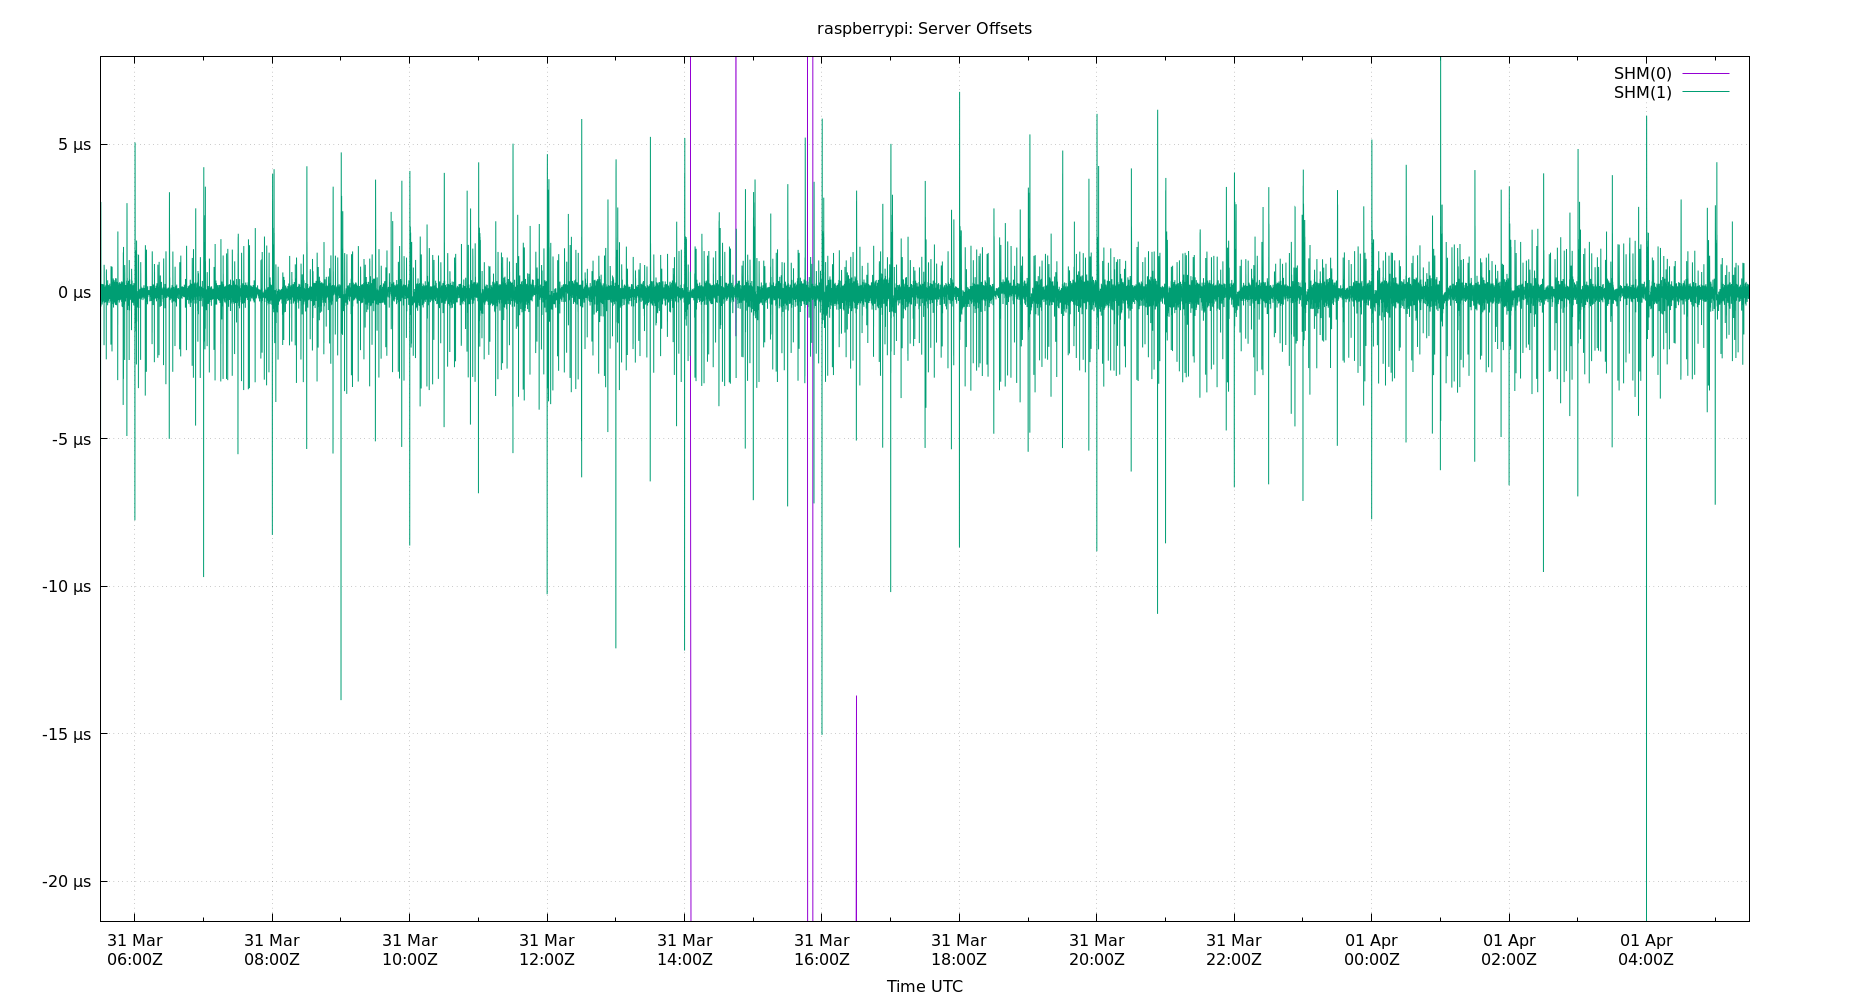 raspberrypi: Server Offsets
SHM(0)
SHM(1)
5 µs
0 µs
-5 µs
-10 µs
-15 µs
-20 µs
31 Mar 31 Mar 31 Mar 31 Mar 31 Mar 31 Mar 31 Mar 31 Mar 31 Mar 01 Apr 01 Apr 01 Apr
06:00Z 08:00Z 10:00Z 12:00Z 14:00Z 16:00Z 18:00Z 20:00Z 22:00Z 00:00Z 02:00Z 04:00Z
Time UTC